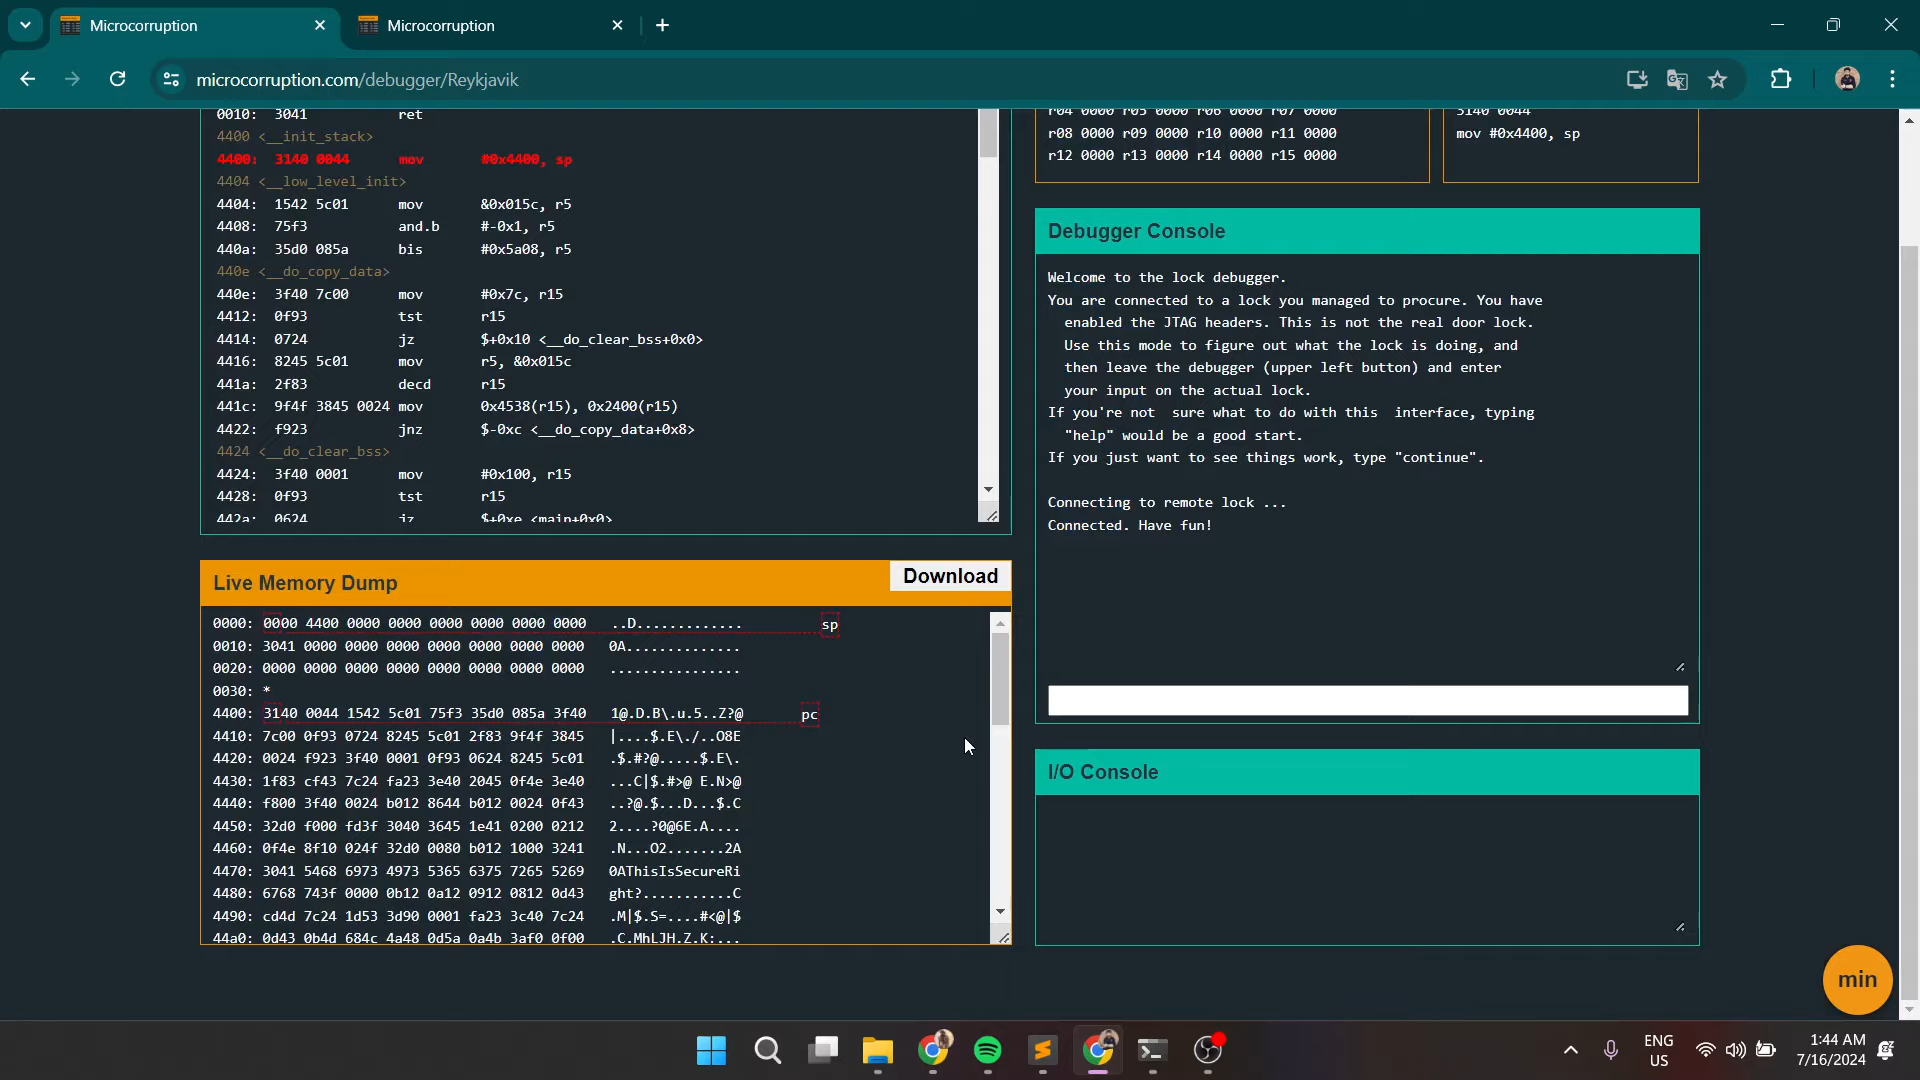 Microcorruption
Microcorruption
microcorruption.com/debugger/Reykjavik
0010: 3041 ret
4400 <__init_stack>
4400: 3140 0044 mov #0x4400, sp
4404 <__low_level_init>
4404: 1542 5c01 mov &0x015c, r5
4408: 75f3 and.b #-0x1, r5
440a: 35d0 085a bis #0x5a08, r5
440e <__do_copy_data>
440e: 3f40 7c00 mov #0x7c, r15
4412: 0f93 tst r15
4414: 0724 jz $+0x10 <__do_clear_bss+0x0>
4416: 8245 5c01 mov r5, &0x015c
441a: 2f83 decd r15
441c: 9f4f 3845 0024 mov 0x4538(r15), 0x2400(r15)
4422: f923 jnz $-0xc <__do_copy_data+0x8>
4424 <__do_clear_bss>
4424: 3f40 0001 mov #0x100, r15
4428: 0f93 tst r15
442a: 0624 jz $+0xe <main+0x0>
Live Memory Dump
Download
0000: 0000 4400 0000 0000 0000 0000 0000 0000 ..D............. sp
0010: 3041 0000 0000 0000 0000 0000 0000 0000 0A..............
0020: 0000 0000 0000 0000 0000 0000 0000 0000 ................
0030: *
4400: 3140 0044 1542 5c01 75f3 35d0 085a 3f40 1@.D.B\.u.5..Z?@ pc
4410: 7c00 0f93 0724 8245 5c01 2f83 9f4f 3845 |....$.E\./..O8E
4420: 0024 f923 3f40 0001 0f93 0624 8245 5c01 .$.#?@.....$.E\.
4430: 1f83 cf43 7c24 fa23 3e40 2045 0f4e 3e40 ...C|$.#>@ E.N>@
4440: f800 3f40 0024 b012 8644 b012 0024 0f43 ..?@.$...D...$.C
4450: 32d0 f000 fd3f 3040 3645 1e41 0200 0212 2....?0@6E.A....
4460: 0f4e 8f10 024f 32d0 0080 b012 1000 3241 .N...O2.......2A
4470: 3041 5468 6973 4973 5365 6375 7265 5269 0AThisIsSecureRi
4480: 6768 743f 0000 0b12 0a12 0912 0812 0d43 ght?...........C
4490: cd4d 7c24 1d53 3d90 0001 fa23 3c40 7c24 .M|$.S=....#<@|$
44a0: 0d43 0b4d 684c 4a48 0d5a 0a4b 3af0 0f00 .C.MhLJH.Z.K:...
r04 0000 r05 0000 r06 0000 r07 0000
r08 0000 r09 0000 r10 0000 r11 0000
r12 0000 r13 0000 r14 0000 r15 0000
3140 0044
mov #0x4400, sp
Debugger Console
Welcome to the lock debugger.
You are connected to a lock you managed to procure. You have
enabled the JTAG headers. This is not the real door lock.
Use this mode to figure out what the lock is doing, and
then leave the debugger (upper left button) and enter
your input on the actual lock.
If you're not sure what to do with this interface, typing
"help" would be a good start.
If you just want to see things work, type "continue".
Connecting to remote lock ...
Connected. Have fun!
I/O Console
min
ENG
US
1:44 AM
7/16/2024